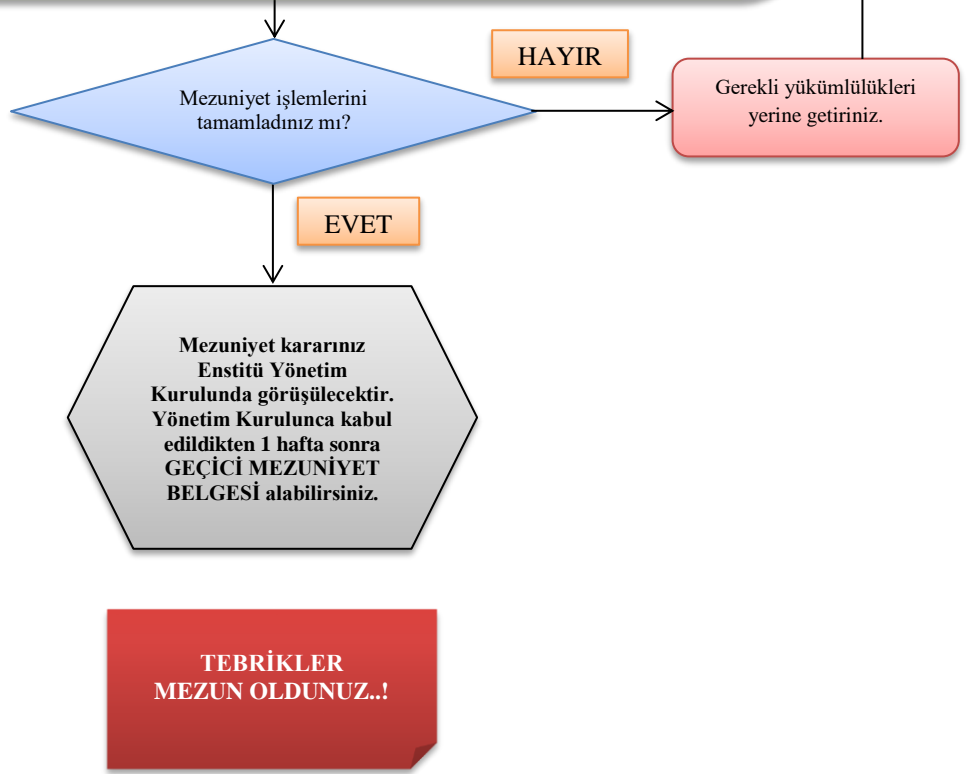 HAYIR
Mezuniyet işlemlerini
tamamladınız mı?
Gerekli yükümlülükleri
yerine getiriniz.
EVET
Mezuniyet kararınız
Enstitü Yönetim
Kurulunda görüşülecektir.
Yönetim Kurulunca kabul
edildikten 1 hafta sonra
GEÇİCİ MEZUNİYET
BELGESİ alabilirsiniz.
TEBRİKLER
MEZUN OLDUNUZ..!